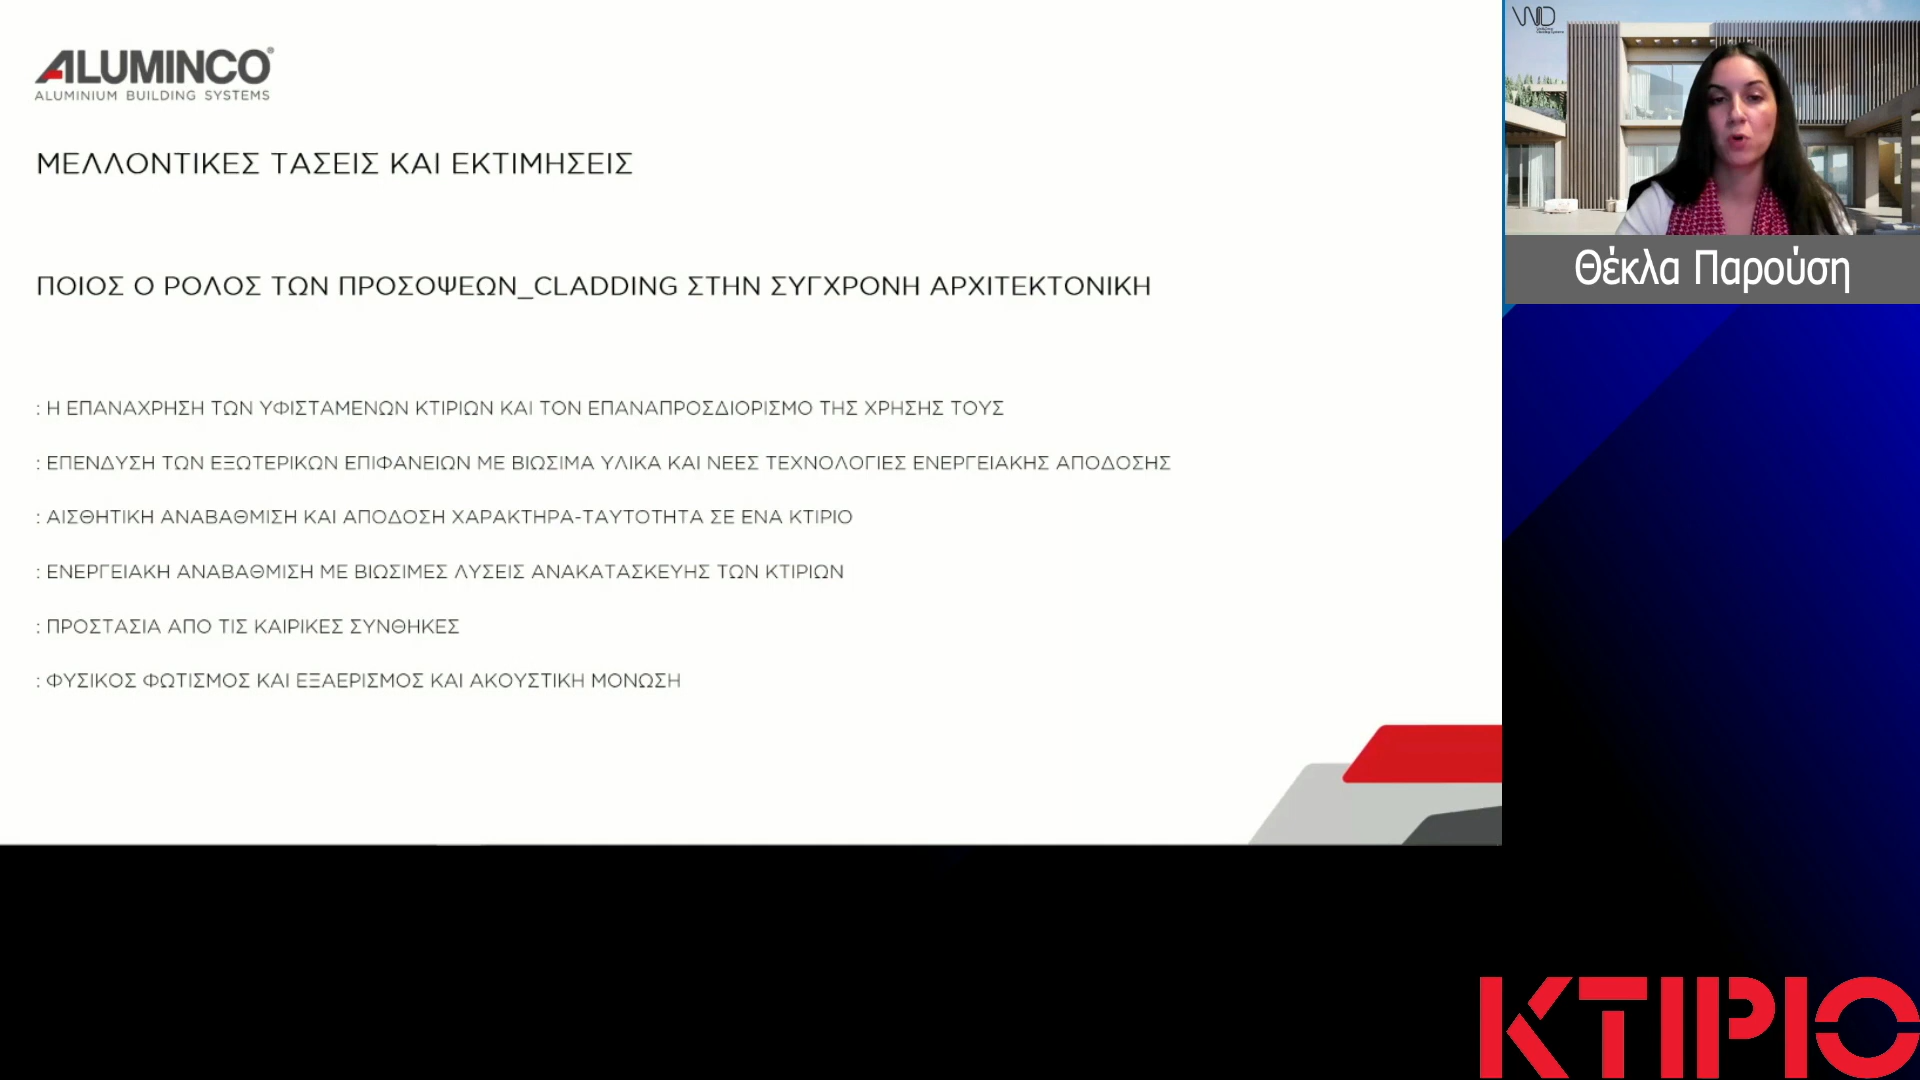 ALUMINCO®
ALUMINIUM BUILDING SYSTEMS
ΜΕΛΛΟΝΤΙΚΕΣ ΤΑΣΕΙΣ ΚΑΙ ΕΚΤΙΜΗΣΕΙΣ
ΠΟΙΟΣ Ο ΡΟΛΟΣ ΤΩΝ ΠΡΟΣΟΨΕΩΝ_CLADDING ΣΤΗΝ ΣΥΓΧΡΟΝΗ ΑΡΧΙΤΕΚΤΟΝΙΚΗ
: Η ΕΠΑΝΑΧΡΗΣΗ ΤΩΝ ΥΦΙΣΤΑΜΕΝΩΝ ΚΤΙΡΙΩΝ ΚΑΙ ΤΟΝ ΕΠΑΝΑΠΡΟΣΔΙΟΡΙΣΜΟ ΤΗΣ ΧΡΗΣΗΣ ΤΟΥΣ
: ΕΠΕΝΔΥΣΗ ΤΩΝ ΕΞΩΤΕΡΙΚΩΝ ΕΠΙΦΑΝΕΙΩΝ ΜΕ ΒΙΩΣΙΜΑ ΥΛΙΚΑ ΚΑΙ ΝΕΕΣ ΤΕΧΝΟΛΟΓΙΕΣ ΕΝΕΡΓΕΙΑΚΗΣ ΑΠΟΔΟΣΗΣ
: ΑΙΣΘΗΤΙΚΗ ΑΝΑΒΑΘΜΙΣΗ ΚΑΙ ΑΠΟΔΟΣΗ ΧΑΡΑΚΤΗΡΑ-ΤΑΥΤΟΤΗΤΑ ΣΕ ΕΝΑ ΚΤΙΡΙΟ
: ΕΝΕΡΓΕΙΑΚΗ ΑΝΑΒΑΘΜΙΣΗ ΜΕ ΒΙΩΣΙΜΕΣ ΛΥΣΕΙΣ ΑΝΑΚΑΤΑΣΚΕΥΗΣ ΤΩΝ ΚΤΙΡΙΩΝ
: ΠΡΟΣΤΑΣΙΑ ΑΠΟ ΤΙΣ ΚΑΙΡΙΚΕΣ ΣΥΝΘΗΚΕΣ
: ΦΥΣΙΚΟΣ ΦΩΤΙΣΜΟΣ ΚΑΙ ΕΞΑΕΡΙΣΜΟΣ ΚΑΙ ΑΚΟΥΣΤΙΚΗ ΜΟΝΩΣΗ
Θέκλα Παρούση
ΚΤΙΡΙΟ